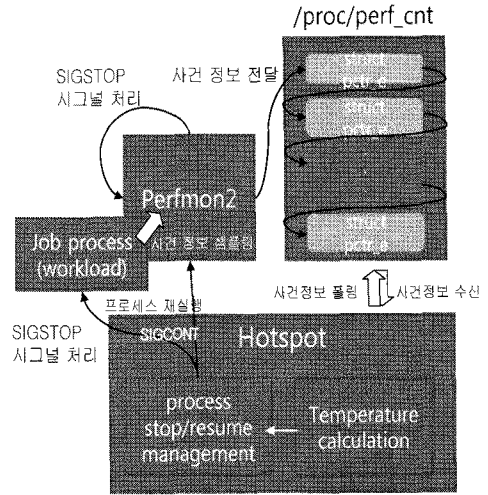 /proc/perf_cnt
struct
pctr_e
struct
pctr_e
struct
pctr_e
SIGSTOP
시그널 처리
사건 정보 전달
Perfmon2
사건 정보 샘플링
Job process
(workload)
사건정보 폴링
사건정보 수신
프로세스 재실행
SIGCONT
SIGSTOP
시그널 처리
Hotspot
process
stop/resume
management
Temperature
calculation